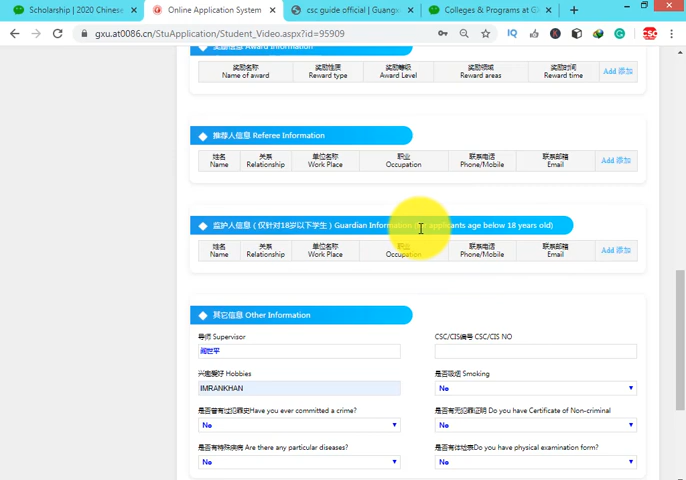 Scholarship | 2020 Chinese
Online Application System
csc guide official | Guangx
Colleges & Programs at G
gxu.at0086.cn/StuApplication/Student_Video.aspx?id=95909
奖励信息 Award Information
奖励名称 奖励性质 奖励等级 奖励领域 奖励时间
Name of award Reward type Award Level Reward areas Reward time Add 添加
推荐人信息 Referee Information
姓名 关系 单位名称 职业 联系电话 联系邮箱
Name Relationship Work Place Occupation Phone/Mobile Email Add 添加
监护人信息（仅针对18岁以下学生）Guardian Information (for applicants age below 18 years old)
姓名 关系 单位名称 职业 联系电话 联系邮箱
Name Relationship Work Place Occupation Phone/Mobile Email Add 添加
其它信息 Other Information
导师 Supervisor CSC/CIS编号 CSC/CIS NO
阎世平
兴趣爱好 Hobbies 是否吸烟 Smoking
IMRANKHAN No
是否曾有过犯罪史Have you ever committed a crime? 是否有无犯罪证明 Do you have Certificate of Non-criminal
No No
是否有特殊疾病 Are there any particular diseases? 是否有体检表Do you have physical examination form?
No No